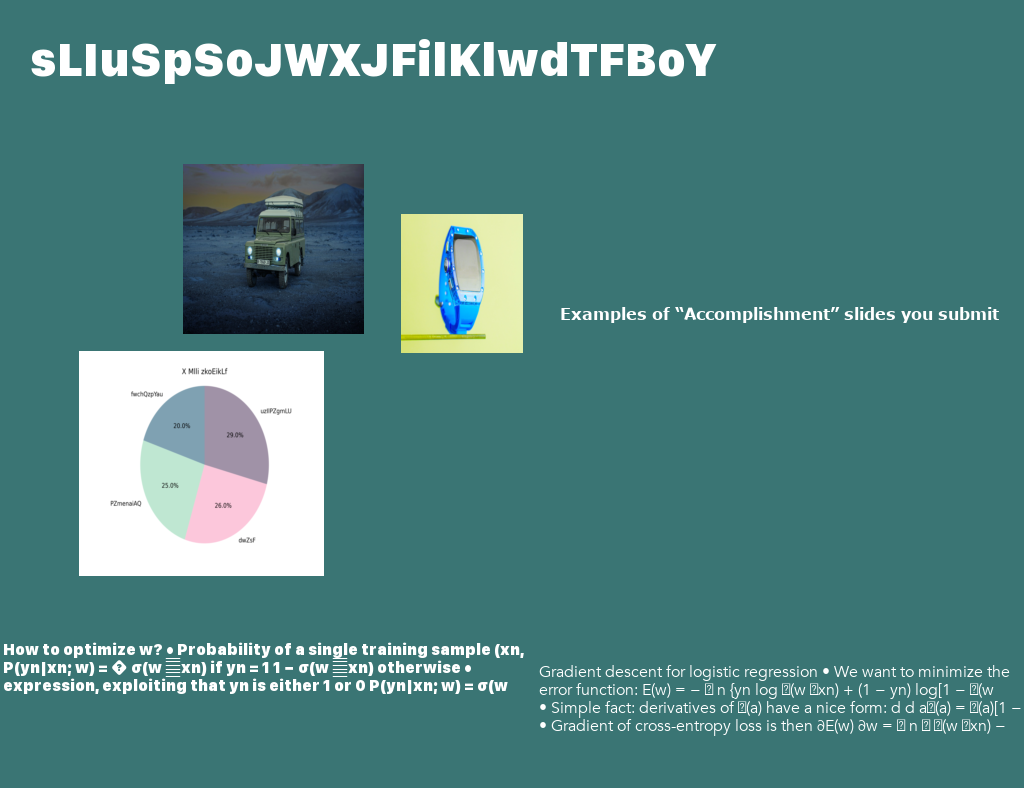 sLIuSpSoJWXJFilKlwdTFBoY
Examples of “Accomplishment” slides you submit
X Mlli zkoEikLf
fwchQzpYau
20.0%
29.0%
25.0%
PZmenaiAQ
26.0%
dwZsF
How to optimize w? • Probability of a single training sample (xn,
P(yn|xn; w) = � σ(w xn) if yn = 1 1 − σ(w xn) otherwise •
expression, exploiting that yn is either 1 or 0 P(yn|xn; w) = σ(w
Gradient descent for logistic regression • We want to minimize the
error function: E(w) = − n {yn log (w xn) + (1 − yn) log[1 − (w
• Simple fact: derivatives of (a) have a nice form: d d a (a) = (a)[1 −
• Gradient of cross-entropy loss is then ∂E(w) ∂w = n (w xn) −